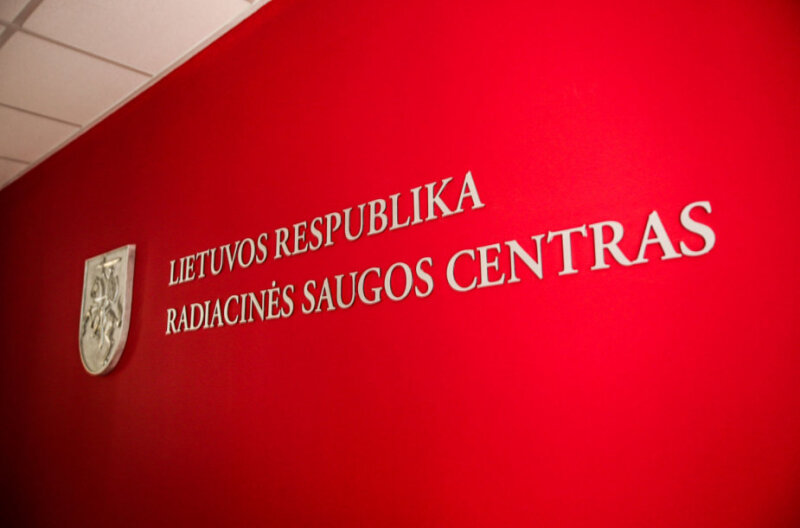 LIETUVOS RESPUBLIKA
RADIACINĖS SAUGOS CENTRAS